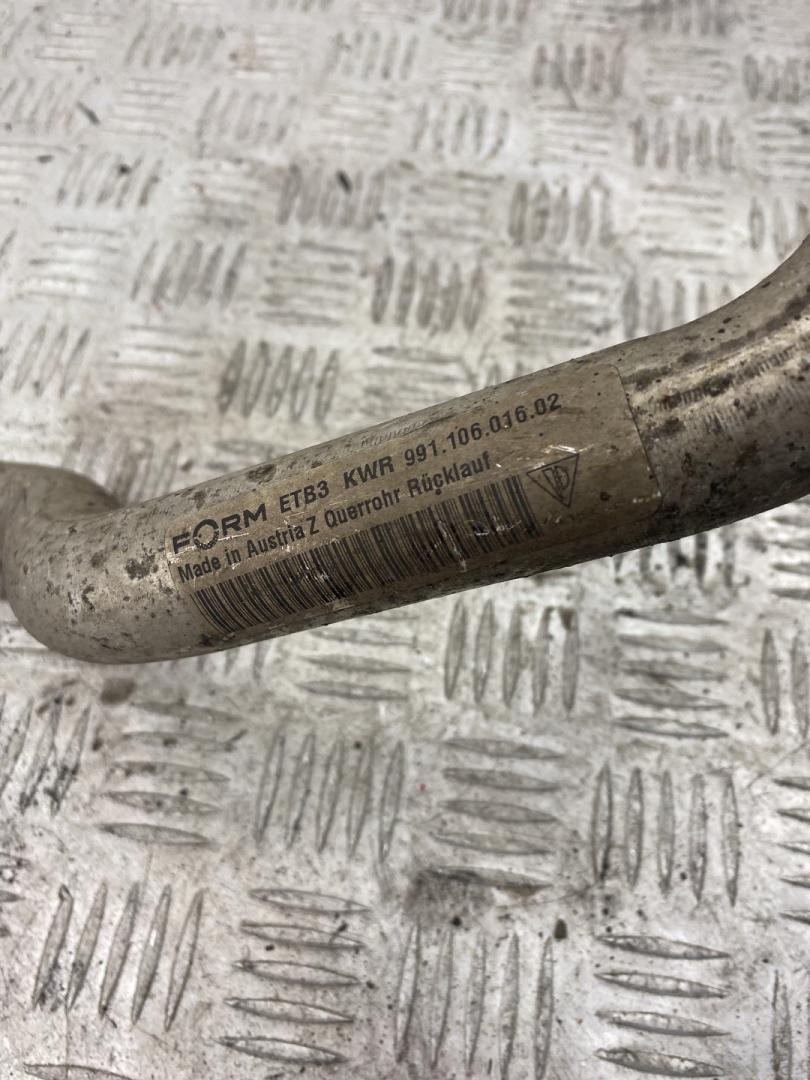 FORM ETB3 KWR 991.106.016.02
Made in Austria Z Querrohr Rücklauf